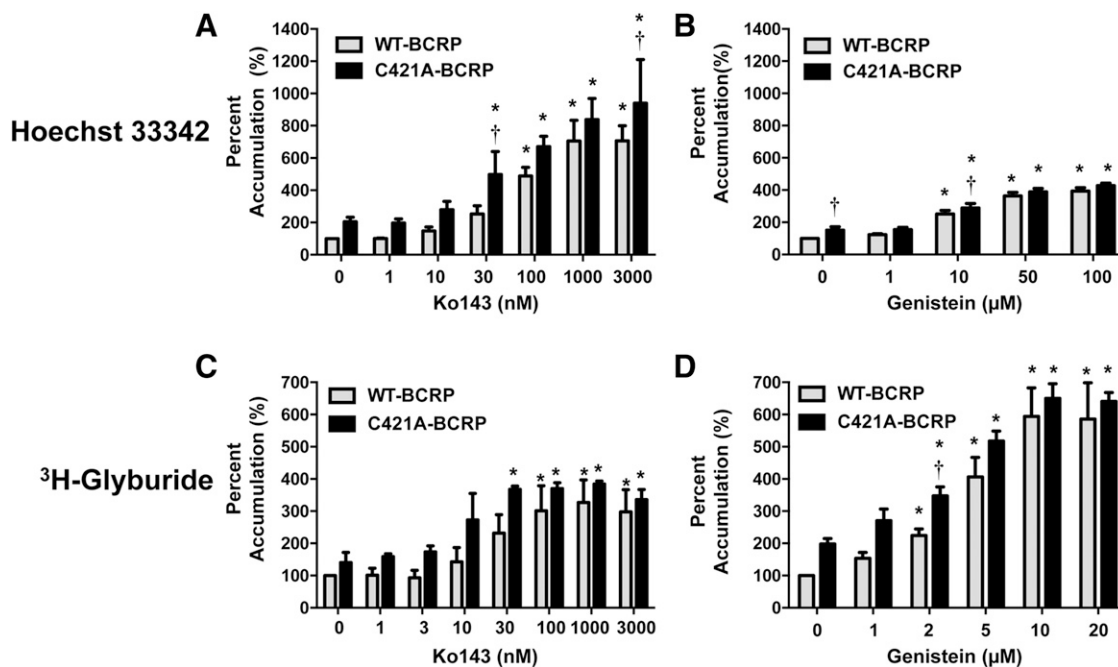 A
1400
1200
1000
800
600
400
200
0
Percent
Accumulation (%)
WT-BCRP
C421A-BCRP
*
†
*
*
*
*
*
*
†
0 1 10 30 100 1000 3000
Ko143 (nM)
B
1400
1200
1000
800
600
400
200
0
Percent
Accumulation(%)
WT-BCRP
C421A-BCRP
†
*
*
†
*
*
*
*
0 1 10 50 100
Genistein (µM)
Hoechst 33342
C
700
600
500
400
300
200
100
0
Percent
Accumulation (%)
WT-BCRP
C421A-BCRP
*
*
*
*
*
*
*
0 1 3 10 30 100 1000 3000
Ko143 (nM)
D
700
600
500
400
300
200
100
0
Percent
Accumulation (%)
WT-BCRP
C421A-BCRP
*
*
†
*
*
*
*
*
*
0 1 2 5 10 20
Genistein (µM)
³H-Glyburide